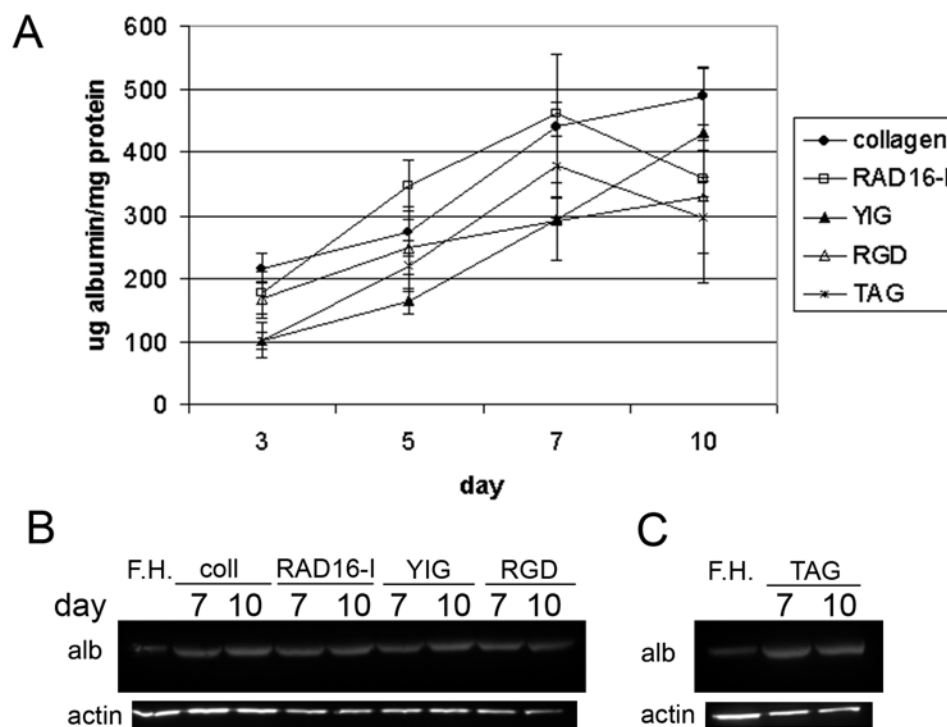 A
600
500
400
300
200
100
0
ug albumin/mg protein
3 5 7 10
day
collagen
RAD16-I
YIG
RGD
TAG
B
F.H. coll RAD16-I YIG RGD
day 7 10 7 10 7 10 7 10
alb
actin
C
F.H. TAG
7 10
alb
actin